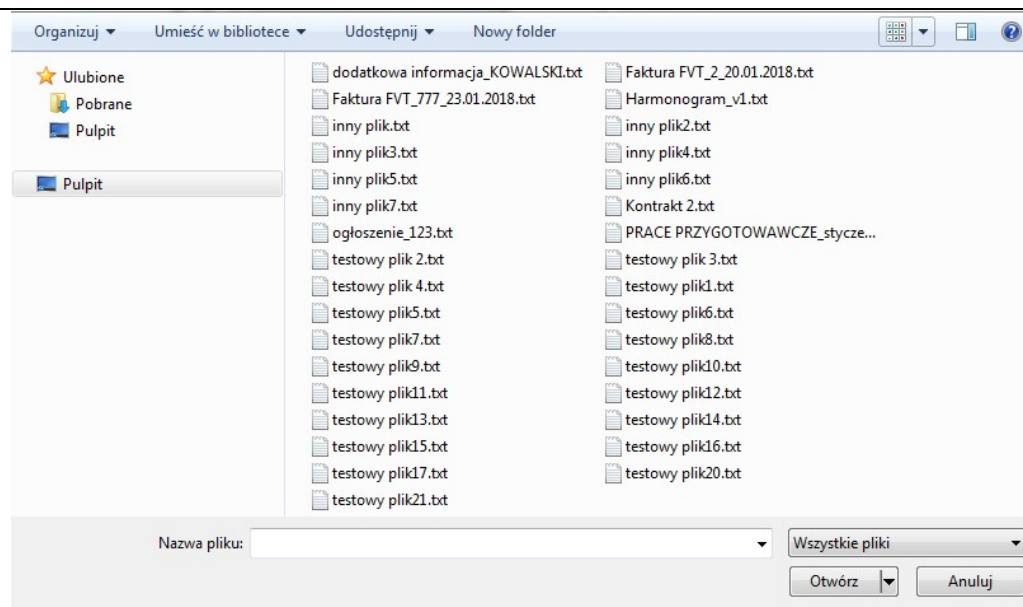 Organizuj Umieść w bibliotece Udostępnij Nowy folder
Ulubione
Pobrane
Pulpit
Pulpit
dodatkowa informacja_KOWALSKI.txt Faktura FVT_2_20.01.2018.txt
Faktura FVT_777_23.01.2018.txt Harmonogram_v1.txt
inny plik.txt inny plik2.txt
inny plik3.txt inny plik4.txt
inny plik5.txt inny plik6.txt
inny plik7.txt Kontrakt 2.txt
ogłoszenie_123.txt PRACE PRZYGOTOWAWCZE_stycze...
testowy plik 2.txt testowy plik 3.txt
testowy plik 4.txt testowy plik1.txt
testowy plik5.txt testowy plik6.txt
testowy plik7.txt testowy plik8.txt
testowy plik9.txt testowy plik10.txt
testowy plik11.txt testowy plik12.txt
testowy plik13.txt testowy plik14.txt
testowy plik15.txt testowy plik16.txt
testowy plik17.txt testowy plik20.txt
testowy plik21.txt
Nazwa pliku: Wszystkie pliki
Otwórz Anuluj